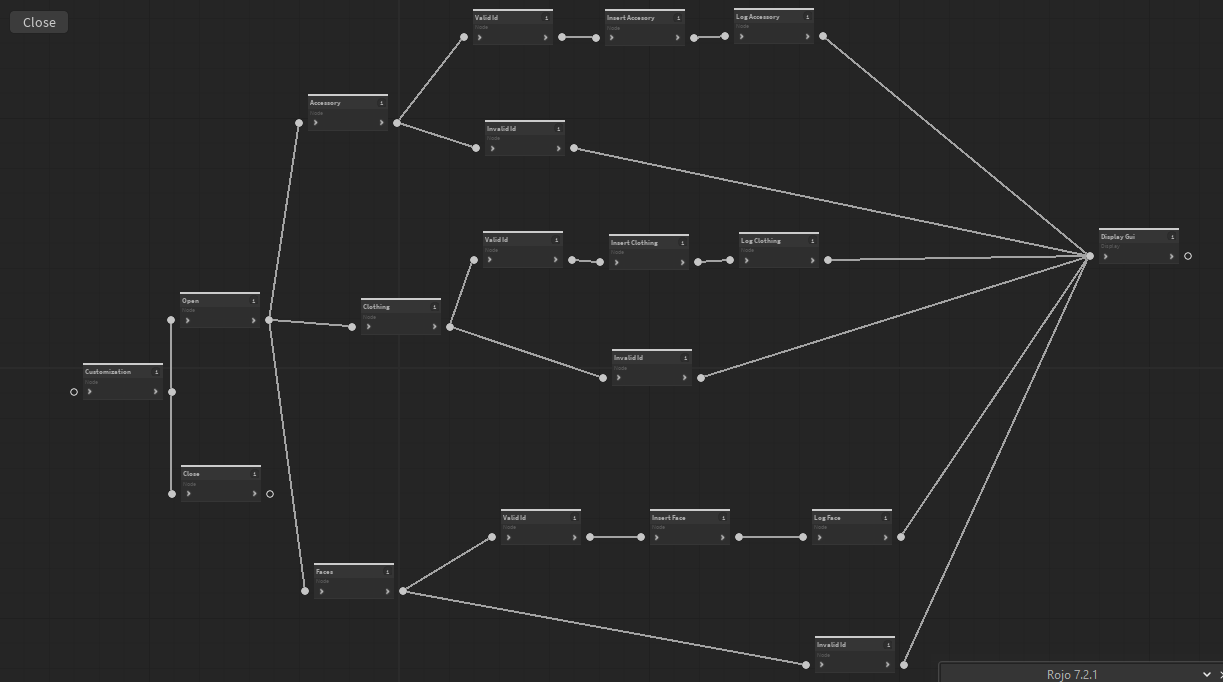 Close
Valid Id 1
Node
Insert Accesory 1
Node
Log Accessory 1
Node
Accessory 1
Node
Invalid Id 1
Node
Valid Id 1
Node
Insert Clothing 1
Node
Log Clothing 1
Node
Display Gui 1
Display
Open 1
Node
Clothing 1
Node
Invalid Id 1
Node
Customization 1
Node
Close 1
Node
Valid Id 1
Node
Insert Face 1
Node
Log Face 1
Node
Faces 1
Node
Invalid Id 1
Node
Rojo 7.2.1